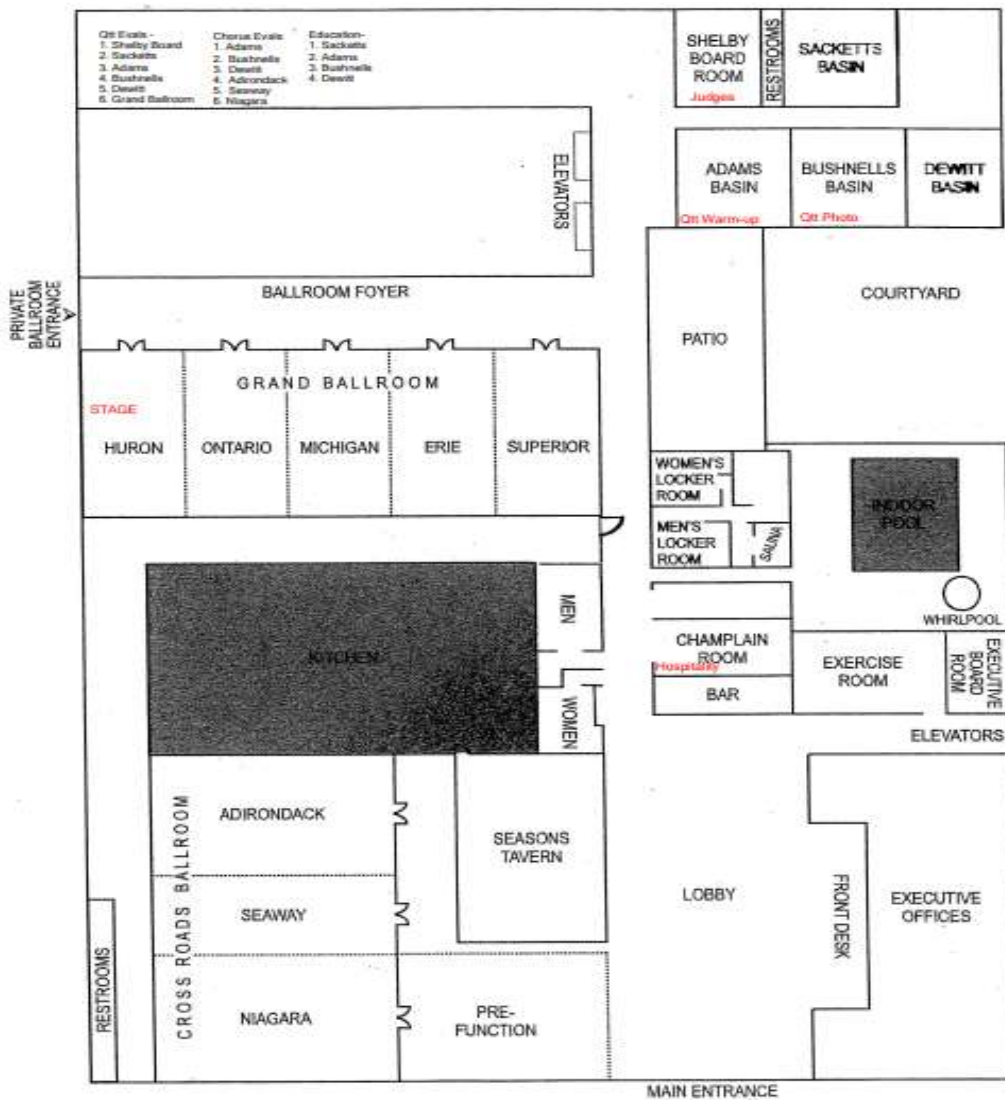 Qtt Evals -
1. Shelby Board
2. Sacketts
3. Adams
4. Bushnells
5. Dewitt
6. Grand Ballroom
Chorus Evals
1. Adams
2. Bushnells
3. Dewitt
4. Adirondack
5. Seaway
6. Niagara
Education-
1. Sacketts
2. Adams
3. Bushnells
4. Dewitt
SHELBY
BOARD
ROOM
Judges
RESTROOMS
SACKETTS
BASIN
ELEVATORS
ADAMS
BASIN
Qtt Warm-up
BUSHNELLS
BASIN
Qtt Photo
DEWITT
BASIN
PRIVATE
BALLROOM
ENTRANCE
BALLROOM FOYER
PATIO
COURTYARD
GRAND BALLROOM
STAGE
HURON
ONTARIO
MICHIGAN
ERIE
SUPERIOR
WOMEN'S
LOCKER
ROOM
MEN'S
LOCKER
ROOM
SAUNA
INDOOR
POOL
WHIRLPOOL
KITCHEN
MEN
WOMEN
CHAMPLAIN
ROOM
Hospitality
BAR
EXERCISE
ROOM
EXECUTIVE
BOARD
ROOM
ELEVATORS
CROSS ROADS BALLROOM
ADIRONDACK
SEAWAY
NIAGARA
SEASONS
TAVERN
PRE-
FUNCTION
LOBBY
FRONT DESK
EXECUTIVE
OFFICES
RESTROOMS
MAIN ENTRANCE